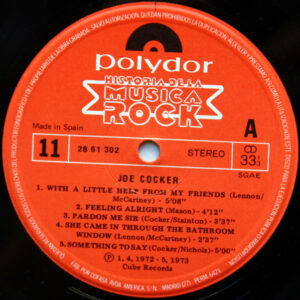 polydor
HISTORIA DE LA
MUSICA
ROCK
Made in Spain
A
11
28 61 302
STEREO
33⅓
SGAE
JOE COCKER
1. WITH A LITTLE HELP FROM MY FRIENDS (Lennon/
McCartney) - 5'08"
2. FEELING ALRIGHT (Mason) - 4'12"
3. PARDON ME SIR (Cocker/Stainton) - 3'37"
4. SHE CAME IN THROUGH THE BATHROOM
WINDOW (Lennon/McCartney) - 2'37"
5. SOMETHING TO SAY (Cocker/Nichols) - 5'00"
℗ 1, 4, 1972 - 5, 1973
Cube Records